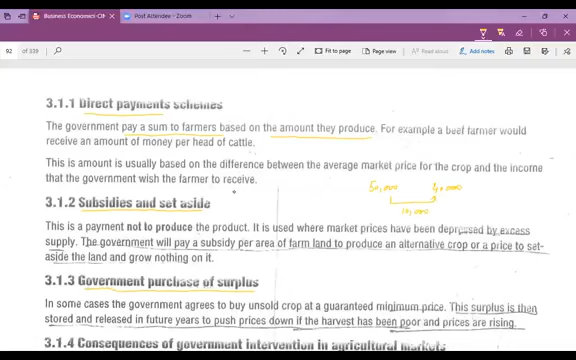 Business Economics-CIM
Post Attendee - Zoom
92 of 339
Fit to page
Page view
Read aloud
Add notes
3.1.1 Direct payments schemes
The government pay a sum to farmers based on the amount they produce. For example a beef farmer would
receive an amount of money per head of cattle.
This is amount is usually based on the difference between the average market price for the crop and the income
that the government wish the farmer to receive.
50,000
40,000
10,000
3.1.2 Subsidies and set aside
This is a payment not to produce the product. It is used where market prices have been depressed by excess
supply. The government will pay a subsidy per area of farm land to produce an alternative crop or a price to set-
aside the land and grow nothing on it.
3.1.3 Government purchase of surplus
In some cases the government agrees to buy unsold crop at a guaranteed minimum price. This surplus is then
stored and released in future years to push prices down if the harvest has been poor and prices are rising.
3.1.4 Consequences of government intervention in agricultural markets